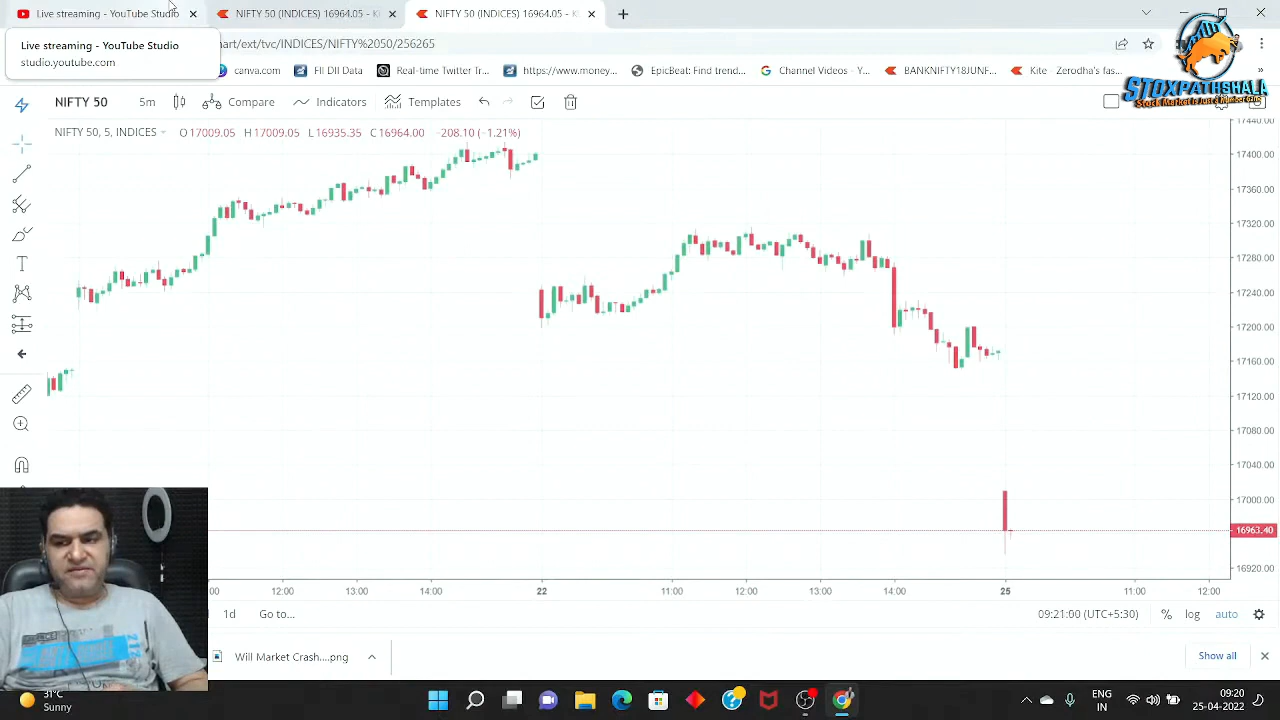 NIFTY 50 (INDICES) 16964.05 - K
NIFTY 50 (INDICES) 16964.05 - K
Live streaming - YouTube Studio
studio.youtube.com
art/ext/tvc/INDICES/NIFTY%2050/256265
canva.com
FII DII Data
Real-time Twitter Tr...
https://www.money...
EpicBeat: Find trend...
Channel Videos - Y...
BANKNIFTY8JUNF...
Kite - Zerodha's fas...
»
STOXPATHSHALA
Stock Market is Just a Number Game
NIFTY 50
5m
Compare
Indicators
Templates
NIFTY 50, 5, INDICES
O 17009.05 H 17009.05 L 16935.35 C 16964.00 −208.10 (−1.21%)
17440.00
17400.00
17360.00
17320.00
17280.00
17240.00
17200.00
17160.00
17120.00
17080.00
17040.00
17000.00
16963.40
16920.00
:00 12:00 13:00 14:00 22 11:00 12:00 13:00 14:00 25 11:00 12:00
1d
Go to...
09:21:00 (UTC+5:30)
%
log
auto
Will Market Crash....png
Show all
31°C
Sunny
ENG
IN
09:20
25-04-2022